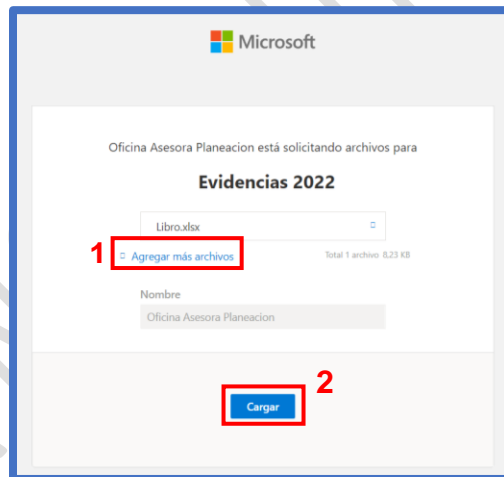 Microsoft
Oficina Asesora Planeacion está solicitando archivos para
Evidencias 2022
Libro.xlsx
1
Agregar más archivos
Total 1 archivo 8,23 KB
Nombre
Oficina Asesora Planeacion
2
Cargar